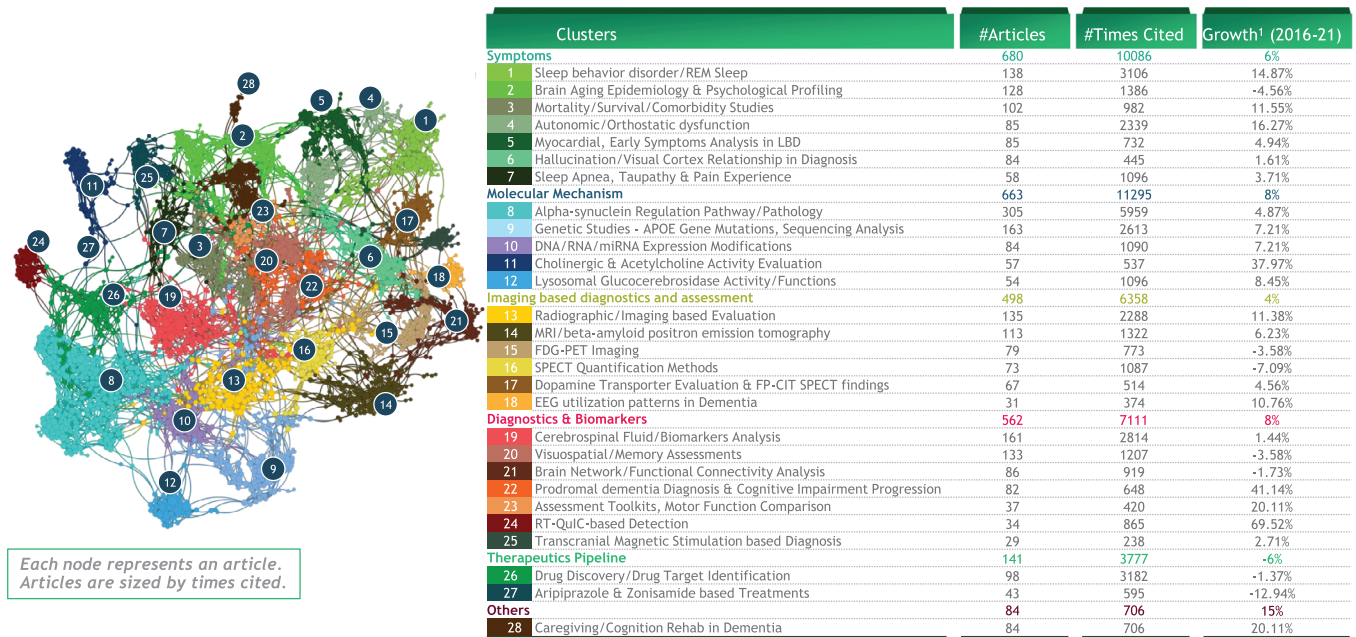 Clusters #Articles #Times Cited Growth¹ (2016-21)
Symptoms 680 10086 6%
1 Sleep behavior disorder/REM Sleep 138 3106 14.87%
2 Brain Aging Epidemiology & Psychological Profiling 128 1386 -4.56%
3 Mortality/Survival/Comorbidity Studies 102 982 11.55%
4 Autonomic/Orthostatic dysfunction 85 2339 16.27%
5 Myocardial, Early Symptoms Analysis in LBD 85 732 4.94%
6 Hallucination/Visual Cortex Relationship in Diagnosis 84 445 1.61%
7 Sleep Apnea, Taupathy & Pain Experience 58 1096 3.71%
Molecular Mechanism 663 11295 8%
8 Alpha-synuclein Regulation Pathway/Pathology 305 5959 4.87%
9 Genetic Studies - APOE Gene Mutations, Sequencing Analysis 163 2613 7.21%
10 DNA/RNA/miRNA Expression Modifications 84 1090 7.21%
11 Cholinergic & Acetylcholine Activity Evaluation 57 537 37.97%
12 Lysosomal Glucocerebrosidase Activity/Functions 54 1096 8.45%
Imaging based diagnostics and assessment 498 6358 4%
13 Radiographic/Imaging based Evaluation 135 2288 11.38%
14 MRI/beta-amyloid positron emission tomography 113 1322 6.23%
15 FDG-PET Imaging 79 773 -3.58%
16 SPECT Quantification Methods 73 1087 -7.09%
17 Dopamine Transporter Evaluation & FP-CIT SPECT findings 67 514 4.56%
18 EEG utilization patterns in Dementia 31 374 10.76%
Diagnostics & Biomarkers 562 7111 8%
19 Cerebrospinal Fluid/Biomarkers Analysis 161 2814 1.44%
20 Visuospatial/Memory Assessments 133 1207 -3.58%
21 Brain Network/Functional Connectivity Analysis 86 919 -1.73%
22 Prodromal dementia Diagnosis & Cognitive Impairment Progression 82 648 41.14%
23 Assessment Toolkits, Motor Function Comparison 37 420 20.11%
24 RT-QuIC-based Detection 34 865 69.52%
25 Transcranial Magnetic Stimulation based Diagnosis 29 238 2.71%
Therapeutics Pipeline 141 3777 -6%
26 Drug Discovery/Drug Target Identification 98 3182 -1.37%
27 Aripiprazole & Zonisamide based Treatments 43 595 -12.94%
Others 84 706 15%
28 Caregiving/Cognition Rehab in Dementia 84 706 20.11%
28
5
4
1
2
11
25
23
17
7
3
24
27
20
6
18
22
26
19
21
15
16
8
13
14
10
9
12
Each node represents an article.
Articles are sized by times cited.